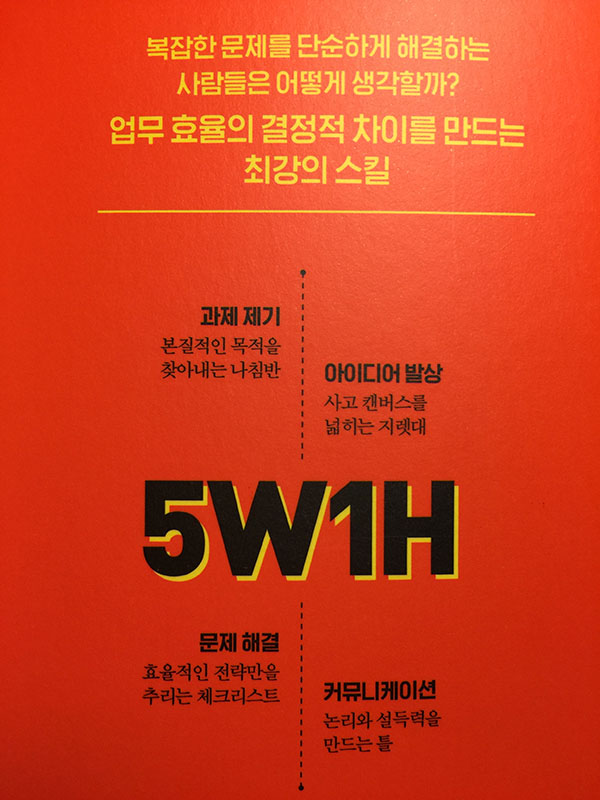 복잡한 문제를 단순하게 해결하는
사람들은 어떻게 생각할까?
업무 효율의 결정적 차이를 만드는
최강의 스킬
과제 제기
본질적인 목적을
찾아내는 나침반
아이디어 발상
사고 캔버스를
넓히는 지렛대
5W1H
문제 해결
효율적인 전략만을
추리는 체크리스트
커뮤니케이션
논리와 설득력을
만드는 틀